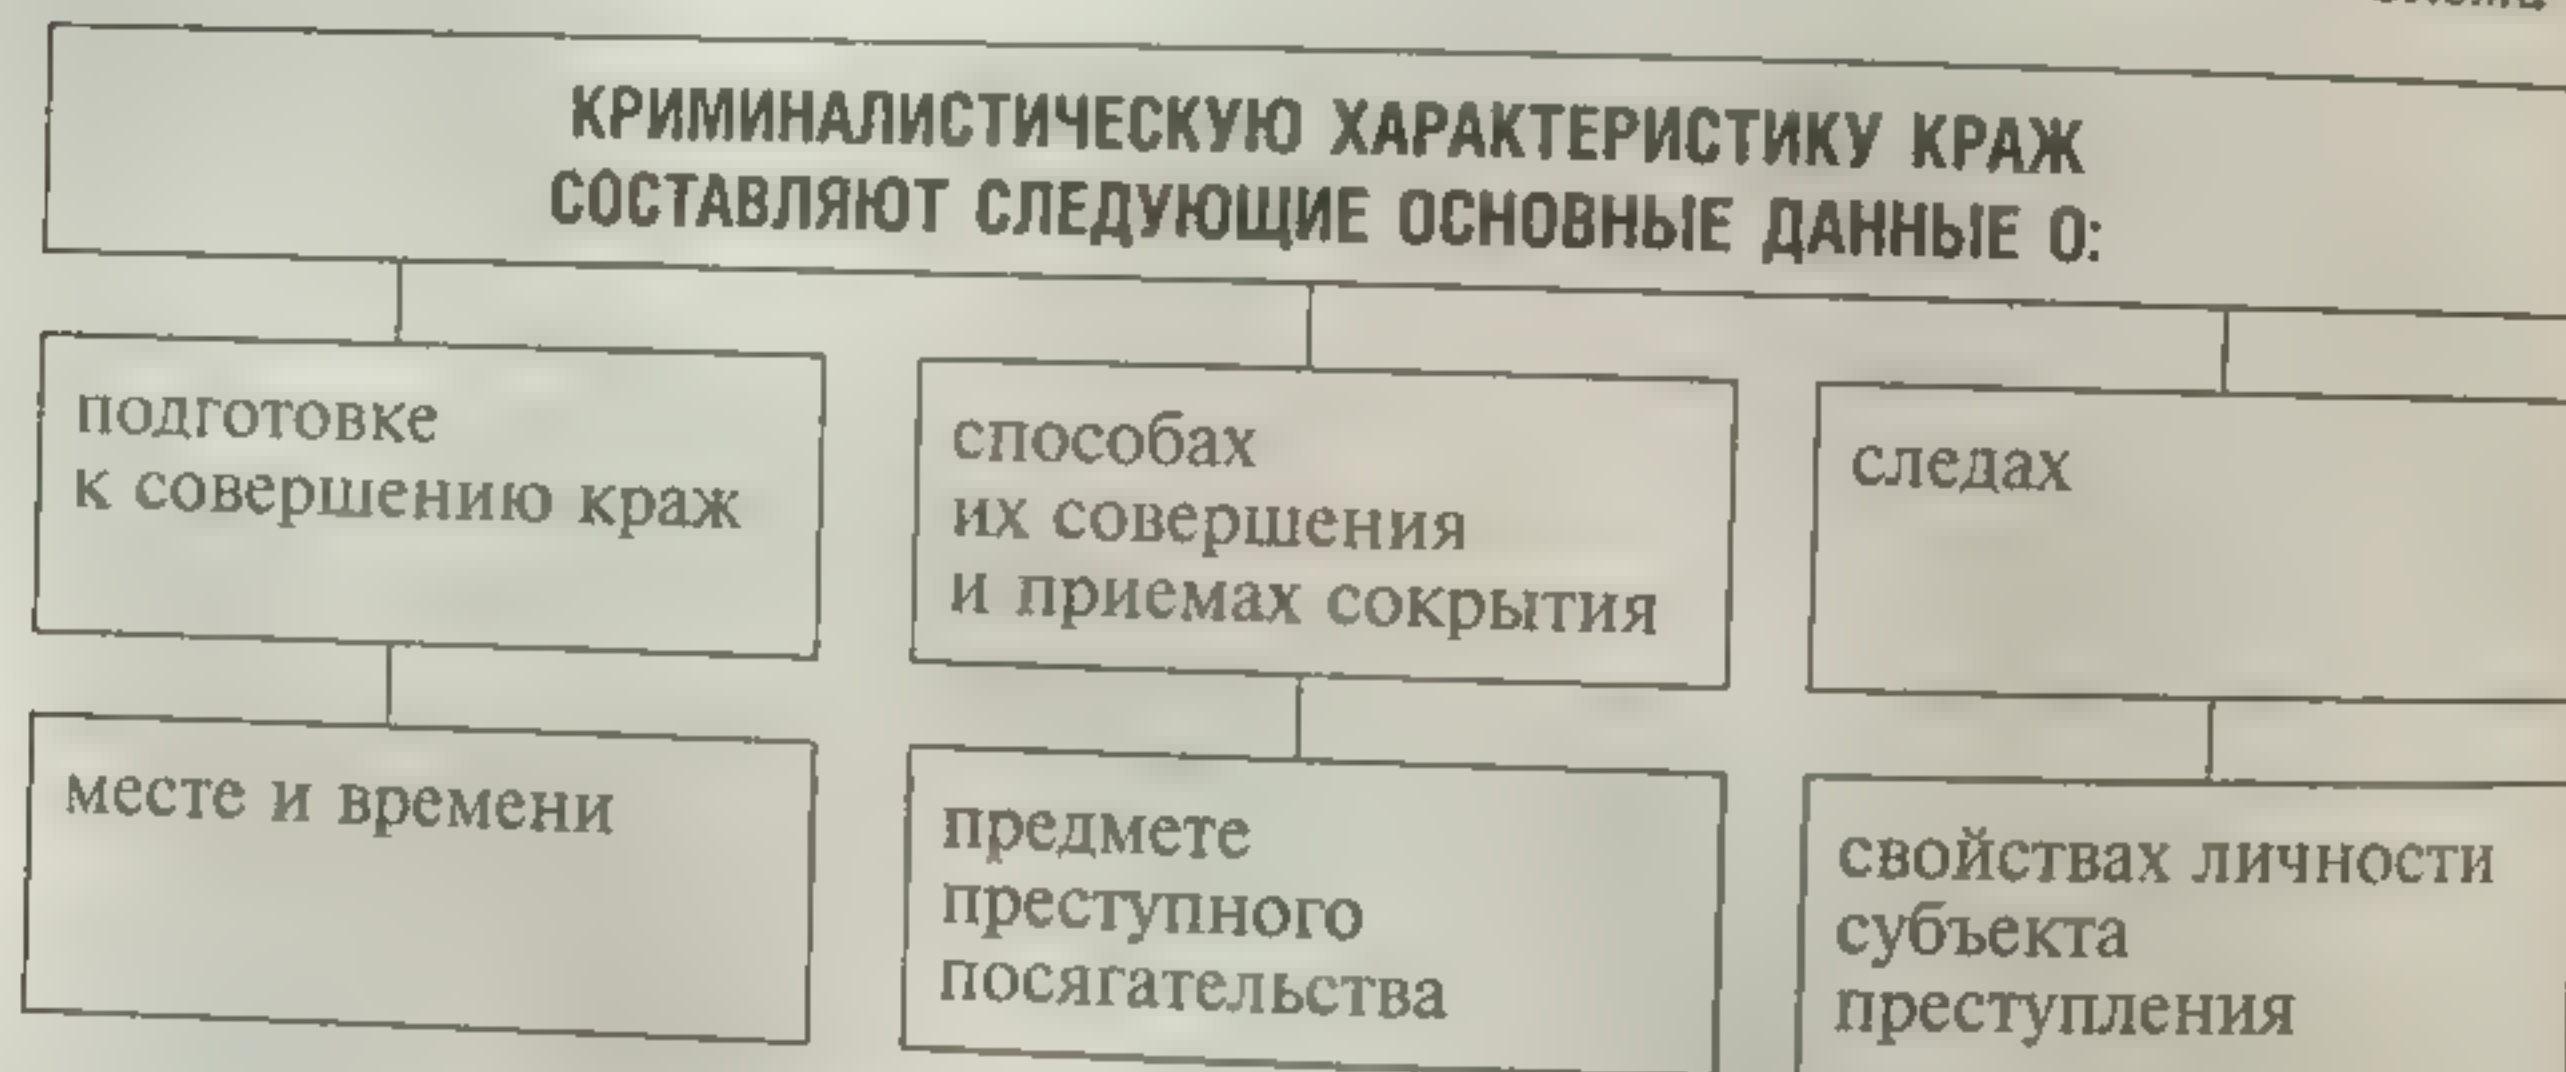 КРИМИНАЛИСТИЧЕСКУЮ ХАРАКТЕРИСТИКУ КРАЖ
СОСТАВЛЯЮТ СЛЕДУЮЩИЕ ОСНОВНЫЕ ДАННЫЕ О:
подготовке
к совершению краж
способах
их совершения
и приемах сокрытия
следах
месте и времени
предмете
преступного
посягательства
свойствах личности
субъекта
преступления